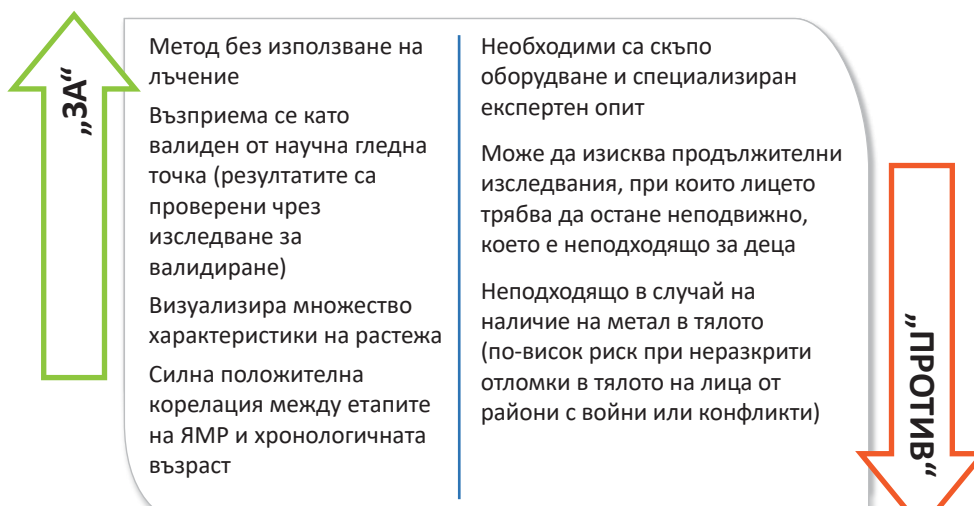 „ЗА“
Метод без използване на
лъчение
Възприема се като
валиден от научна гледна
точка (резултатите са
проверени чрез
изследване за
валидиране)
Визуализира множество
характеристики на растежа
Силна положителна
корелация между етапите
на ЯМР и хронологичната
възраст
Необходими са скъпо
оборудване и специализиран
експертен опит
Може да изисква продължителни
изследвания, при които лицето
трябва да остане неподвижно,
което е неподходящо за деца
Неподходящо в случай на
наличие на метал в тялото
(по-висок риск при неразкрити
отломки в тялото на лица от
райони с войни или конфликти)
„ПРОТИВ“